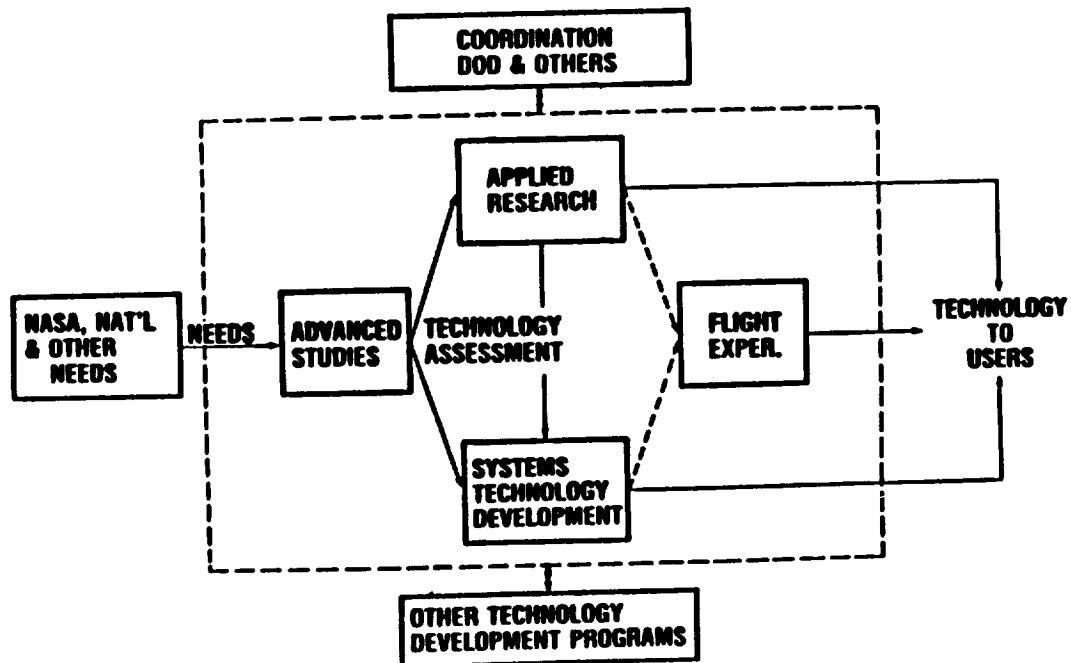 COORDINATION
DOD & OTHERS
APPLIED
RESEARCH
NASA, NAT'L
& OTHER
NEEDS
NEEDS
ADVANCED
STUDIES
TECHNOLOGY
ASSESSMENT
FLIGHT
EXPER.
TECHNOLOGY
TO
USERS
SYSTEMS
TECHNOLOGY
DEVELOPMENT
OTHER TECHNOLOGY
DEVELOPMENT PROGRAMS